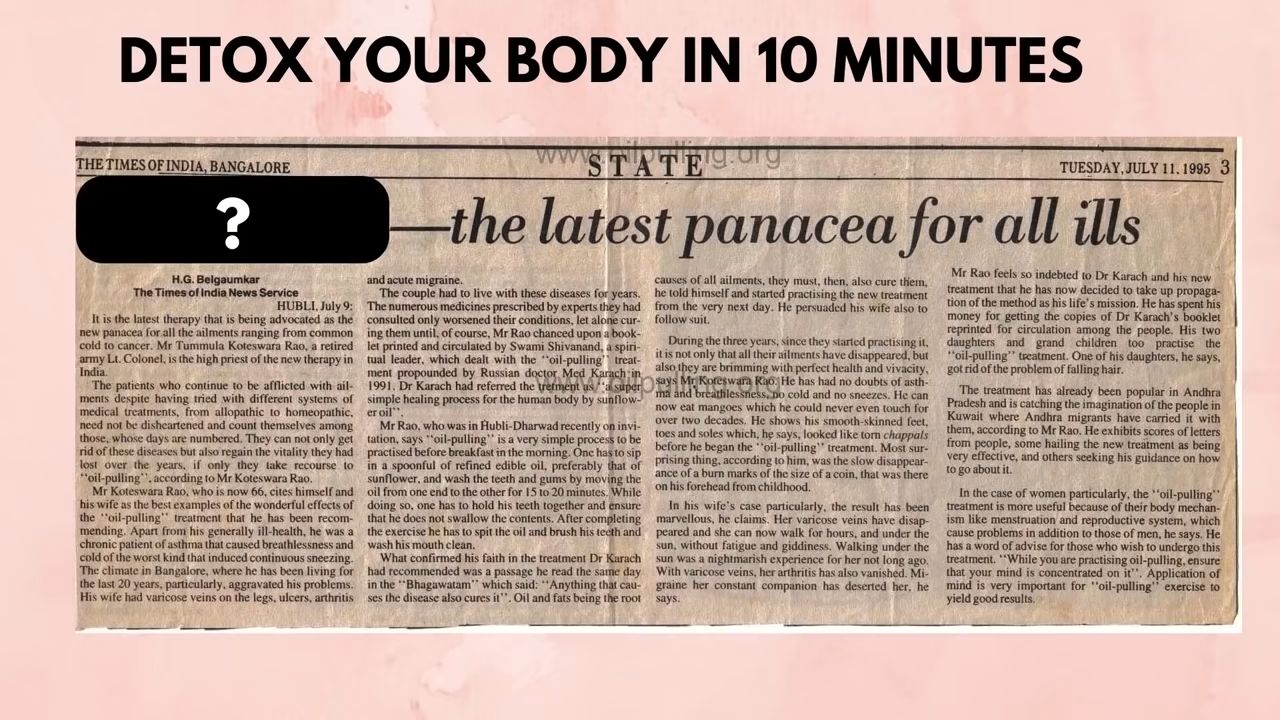 DETOX YOUR BODY IN 10 MINUTES
www.oilpulling.org
THE TIMES OF INDIA, BANGALORE
STATE
TUESDAY, JULY 11, 1995 3
?
—the latest panacea for all ills
H.G. Belgaumkar
The Times of India News Service
HUBLI, July 9:
It is the latest therapy that is being advocated as the
new panacea for all the ailments ranging from common
cold to cancer. Mr Tummula Koteswara Rao, a retired
army Lt. Colonel, is the high priest of the new therapy in
India.
The patients who continue to be afflicted with ail-
ments despite having tried with different systems of
medical treatments, from allopathic to homeopathic,
need not be disheartened and count themselves among
those, whose days are numbered. They can not only get
rid of these diseases but also regain the vitality they had
lost over the years, if only they take recourse to
‘‘oil-pulling’’, according to Mr Koteswara Rao.
Mr Koteswara Rao, who is now 66, cites himself and
his wife as the best examples of the wonderful effects of
the ‘‘oil-pulling’’ treatment that he has been recom-
mending. Apart from his generally ill-health, he was a
chronic patient of asthma that caused breathlessness and
cold of the worst kind that induced continuous sneezing.
The climate in Bangalore, where he has been living for
the last 20 years, particularly, aggravated his problems.
His wife had varicose veins on the legs, ulcers, arthritis
and acute migraine.
The couple had to live with these diseases for years.
The numerous medicines prescribed by experts they had
consulted only worsened their conditions, let alone cur-
ing them until, of course, Mr Rao chanced upon a book-
let printed and circulated by Swami Shivanand, a spiri-
tual leader, which dealt with the ‘‘oil-pulling’’ treat-
ment propounded by Russian doctor Med Karach in
1991. Dr Karach had referred the treatment as ‘‘a super
simple healing process for the human body by sunflow-
er oil’’.
Mr Rao, who was in Hubli-Dharwad recently on invi-
tation, says ‘‘oil-pulling’’ is a very simple process to be
practised before breakfast in the morning. One has to sip
in a spoonful of refined edible oil, preferably that of
sunflower, and wash the teeth and gums by moving the
oil from one end to the other for 15 to 20 minutes. While
doing so, one has to hold his teeth together and ensure
that he does not swallow the contents. After completing
the exercise he has to spit the oil and brush his teeth and
wash his mouth clean.
What confirmed his faith in the treatment Dr Karach
had recommended was a passage he read the same day
in the ‘‘Bhagawatam’’ which said: ‘‘Anything that cau-
ses the disease also cures it’’. Oil and fats being the root
causes of all ailments, they must, then, also cure them,
he told himself and started practising the new treatment
from the very next day. He persuaded his wife also to
follow suit.
During the three years, since they started practising it,
it is not only that all their ailments have disappeared, but
also they are brimming with perfect health and vivacity,
says Mr Koteswara Rao. He has had no doubts of asth-
ma and breathlessness, no cold and no sneezes. He can
now eat mangoes which he could never even touch for
over two decades. He shows his smooth-skinned feet,
toes and soles which, he says, looked like torn chappals
before he began the ‘‘oil-pulling’’ treatment. Most sur-
prising thing, according to him, was the slow disappear-
ance of a burn marks of the size of a coin, that was there
on his forehead from childhood.
In his wife's case particularly, the result has been
marvellous, he claims. Her varicose veins have disap-
peared and she can now walk for hours, and under the
sun, without fatigue and giddiness. Walking under the
sun was a nightmarish experience for her not long ago.
With varicose veins, her arthritis has also vanished. Mi-
graine her constant companion has deserted her, he
says.
Mr Rao feels so indebted to Dr Karach and his new
treatment that he has now decided to take up propaga-
tion of the method as his life's mission. He has spent his
money for getting the copies of Dr Karach's booklet
reprinted for circulation among the people. His two
daughters and grand children too practise the
‘‘oil-pulling’’ treatment. One of his daughters, he says,
got rid of the problem of falling hair.
The treatment has already been popular in Andhra
Pradesh and is catching the imagination of the people in
Kuwait where Andhra migrants have carried it with
them, according to Mr Rao. He exhibits scores of letters
from people, some hailing the new treatment as being
very effective, and others seeking his guidance on how
to go about it.
In the case of women particularly, the ‘‘oil-pulling’’
treatment is more useful because of their body mechan-
ism like menstruation and reproductive system, which
cause problems in addition to those of men, he says. He
has a word of advise for those who wish to undergo this
treatment. ‘‘While you are practising oil-pulling, ensure
that your mind is concentrated on it’’. Application of
mind is very important for ‘‘oil-pulling’’ exercise to
yield good results.